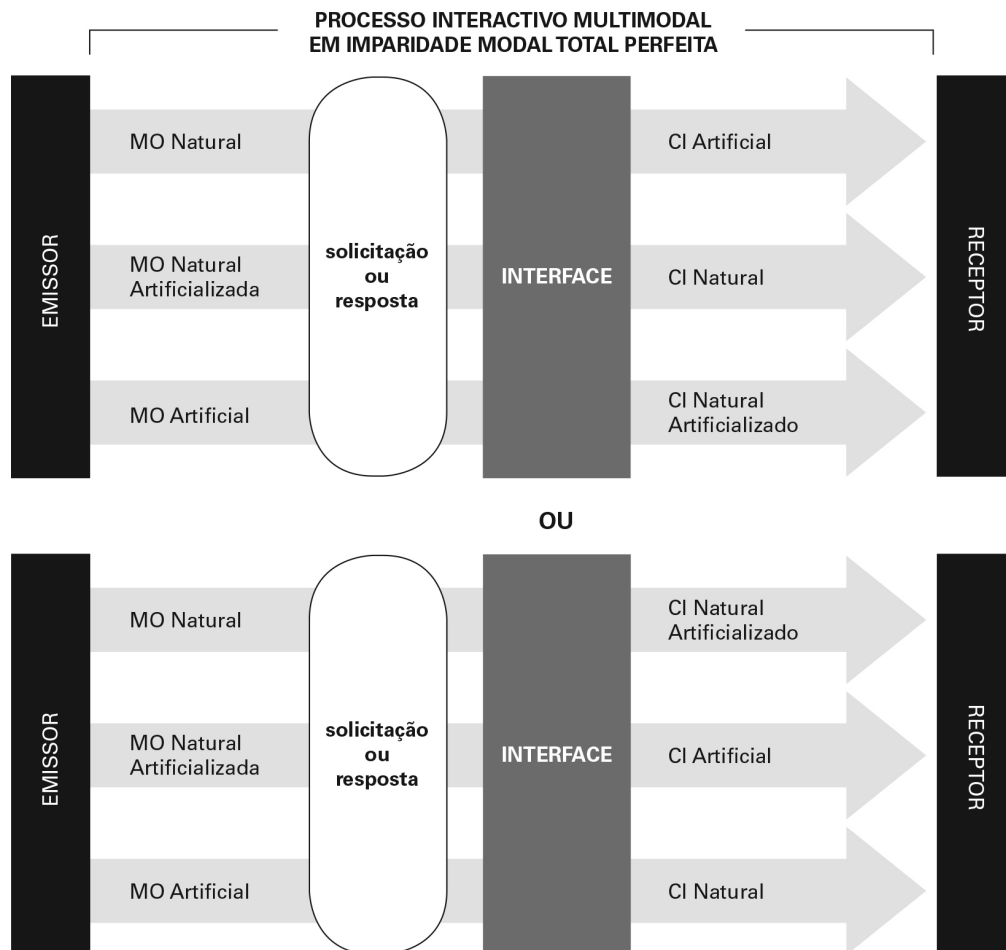 PROCESSO INTERACTIVO MULTIMODAL
EM IMPARIDADE MODAL TOTAL PERFEITA
EMISSOR
MO Natural
MO Natural
Artificializada
MO Artificial
solicitação
ou
resposta
INTERFACE
CI Artificial
CI Natural
CI Natural
Artificializado
RECEPTOR
OU
EMISSOR
MO Natural
MO Natural
Artificializada
MO Artificial
solicitação
ou
resposta
INTERFACE
CI Natural
Artificializado
CI Artificial
CI Natural
RECEPTOR